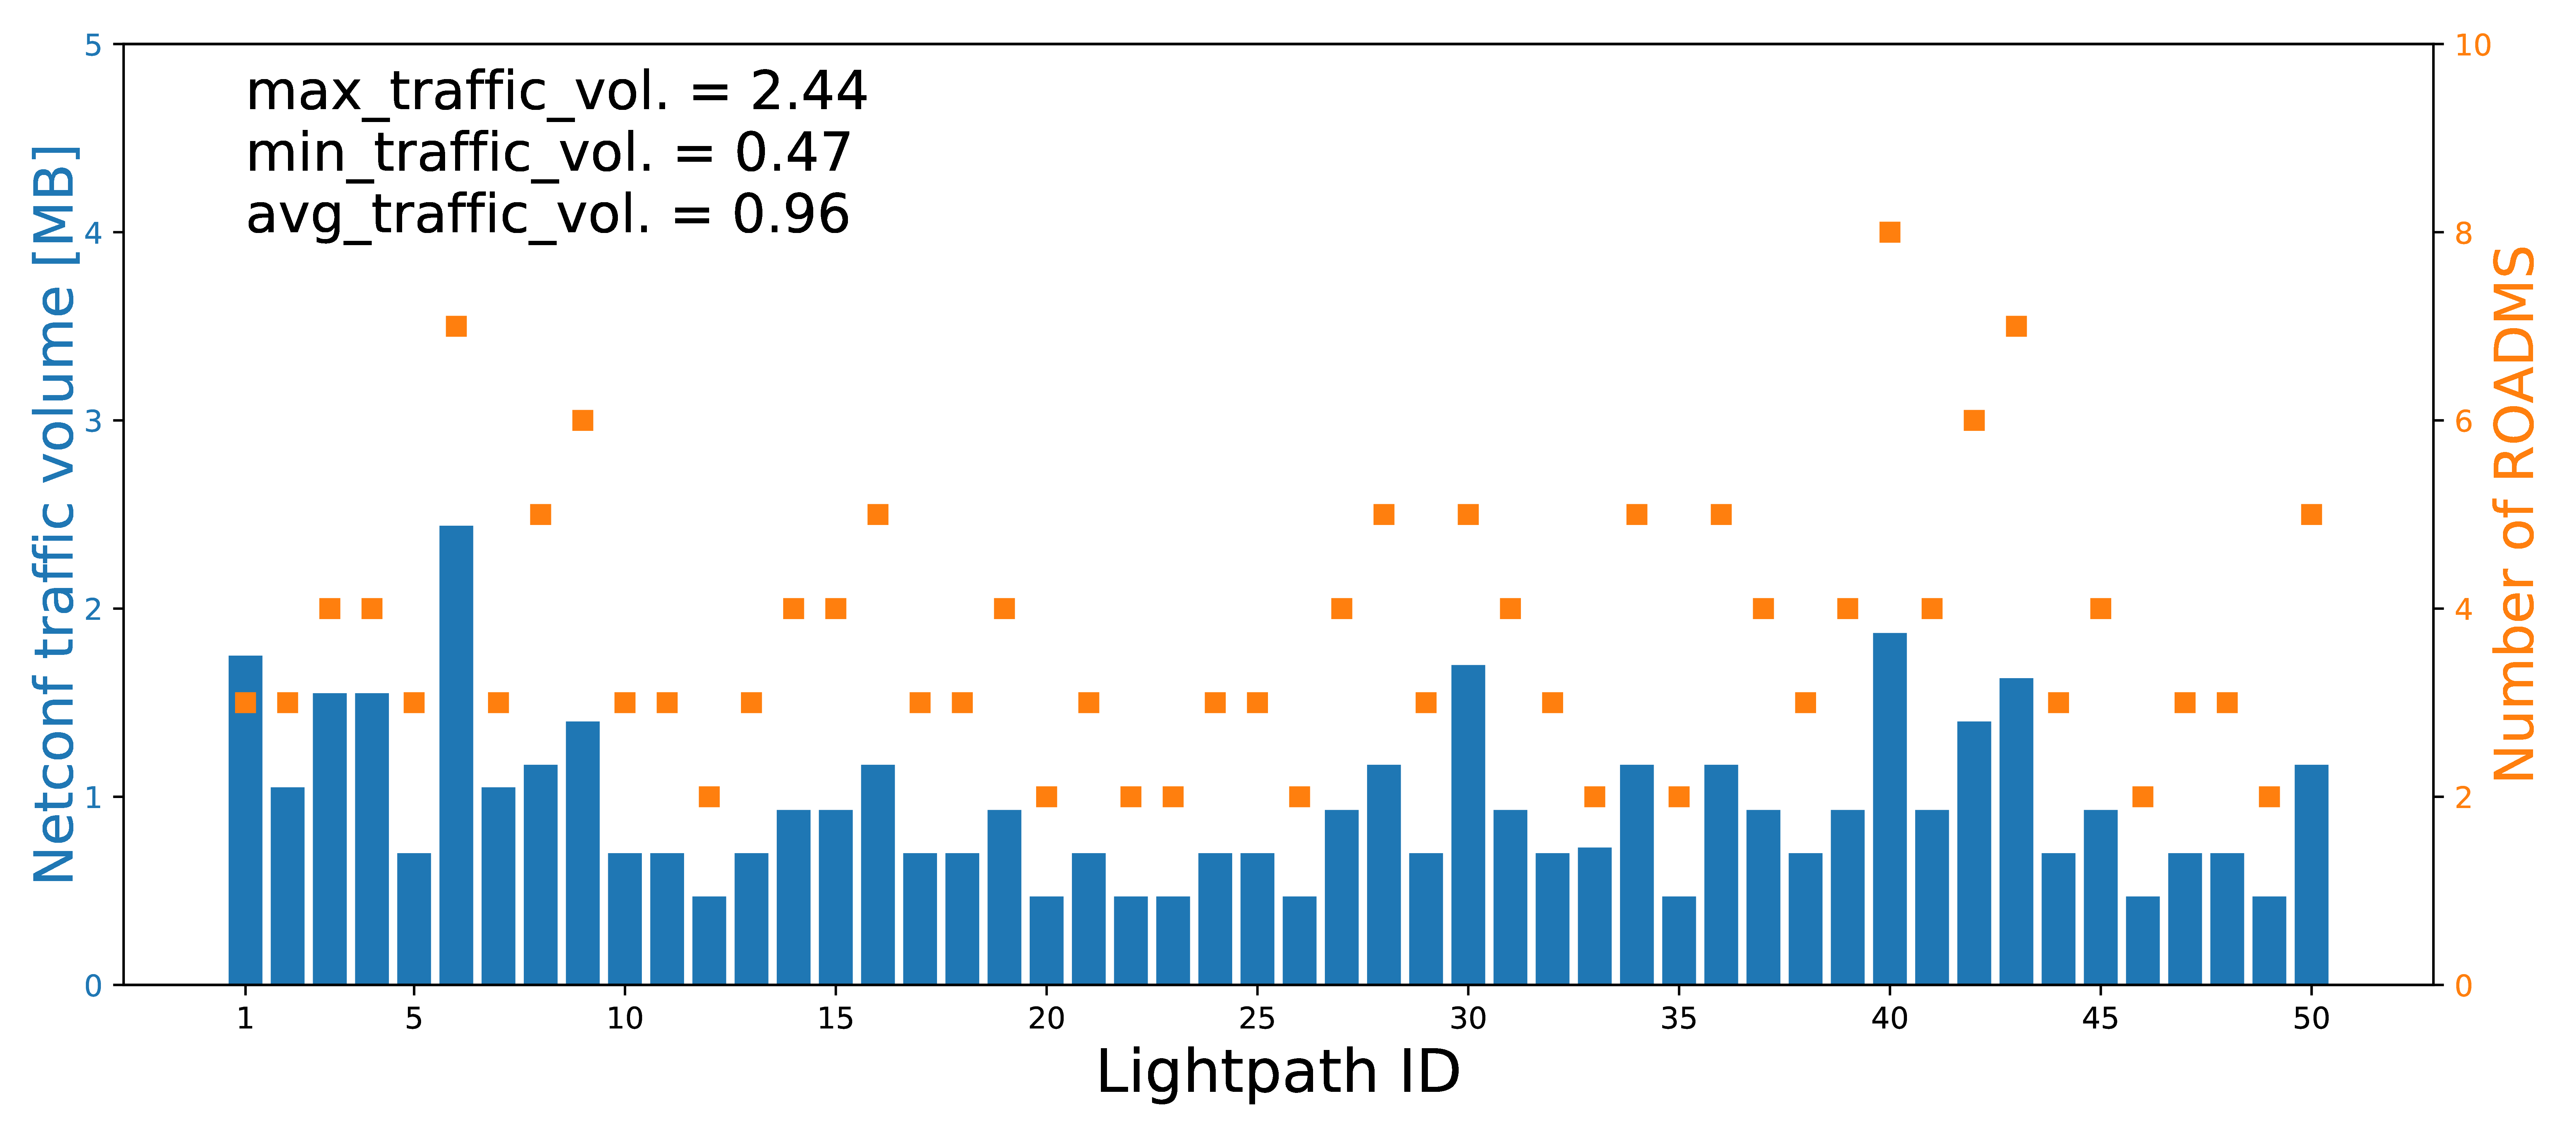 max_traffic_vol. = 2.44
min_traffic_vol. = 0.47
avg_traffic_vol. = 0.96
Netconf traffic volume [MB]
5
4
3
2
1
0
10
8
6
4
2
0
Number of ROADMS
1 5 10 15 20 25 30 35 40 45 50
Lightpath ID